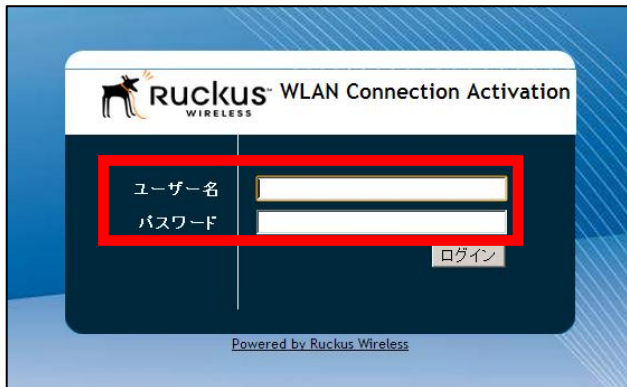 Ruckus WIRELESS WLAN Connection Activation
ユーザー名
パスワード
ログイン
Powered by Ruckus Wireless